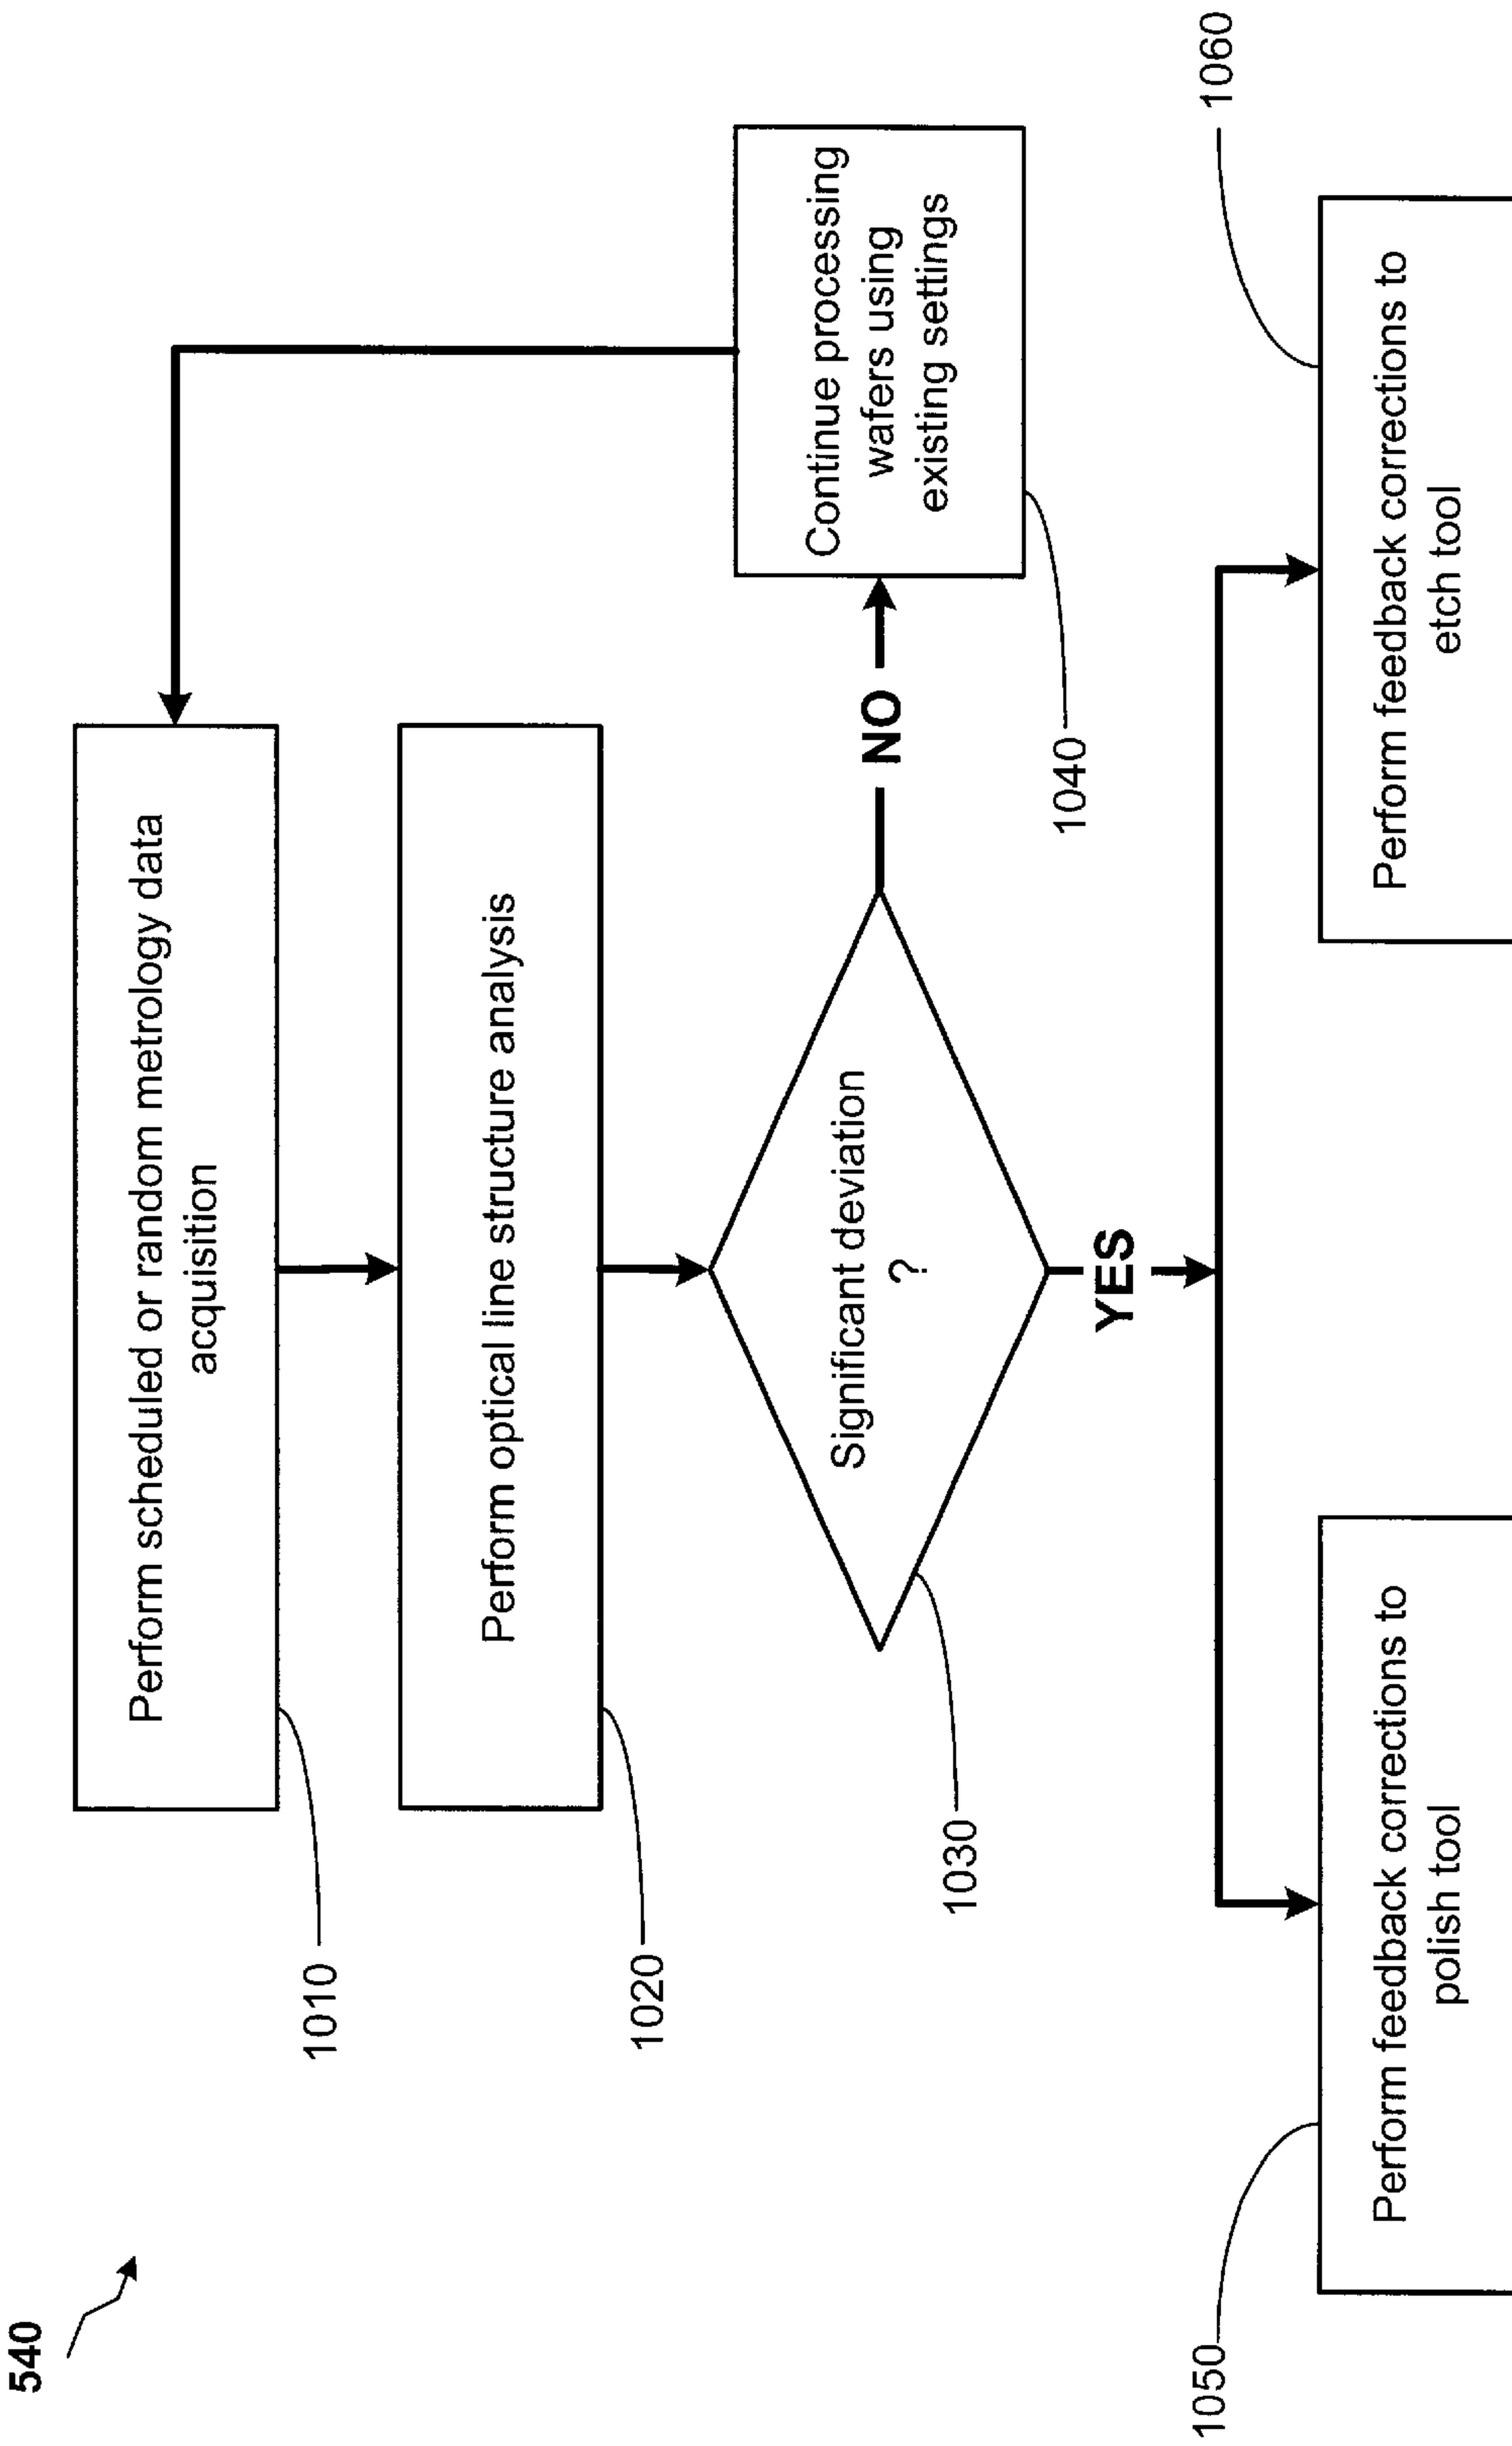 540
Perform scheduled or random metrology data
acquisition
1010
Perform optical line structure analysis
1020
Significant deviation
?
1030
NO
Continue processing
wafers using
existing settings
1040
YES
1050
Perform feedback corrections to
polish tool
1060
Perform feedback corrections to
etch tool